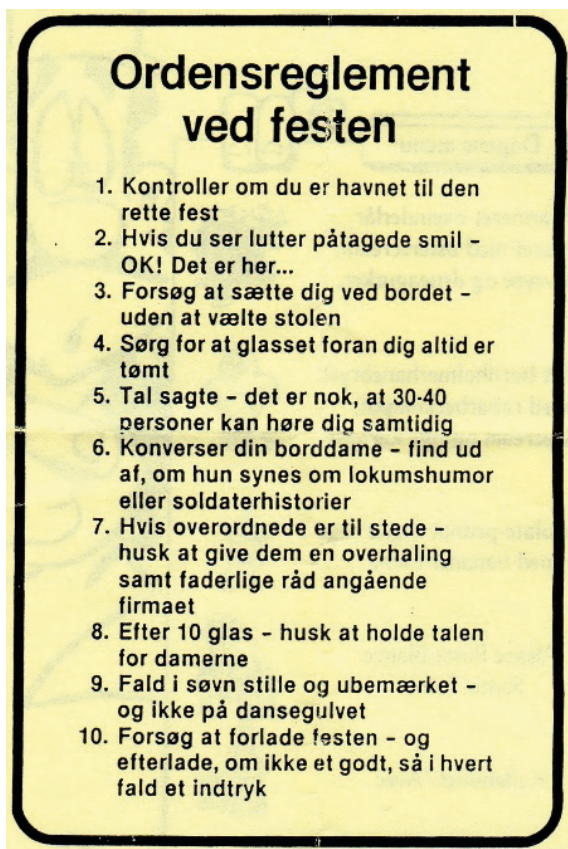 Ordensreglement
ved festen
1. Kontroller om du er havnet til den
rette fest
2. Hvis du ser lutter påtagede smil -
OK! Det er her...
3. Forsøg at sætte dig ved bordet -
uden at vælte stolen
4. Sørg for at glasset foran dig altid er
tømt
5. Tal sagte - det er nok, at 30-40
personer kan høre dig samtidig
6. Konverser din borddame - find ud
af, om hun synes om lokumshumor
eller soldaterhistorier
7. Hvis overordnede er til stede -
husk at give dem en overhaling
samt faderlige råd angående
firmaet
8. Efter 10 glas - husk at holde talen
for damerne
9. Fald i søvn stille og ubemærket -
og ikke på dansegulvet
10. Forsøg at forlade festen - og
efterlade, om ikke et godt, så i hvert
fald et indtryk